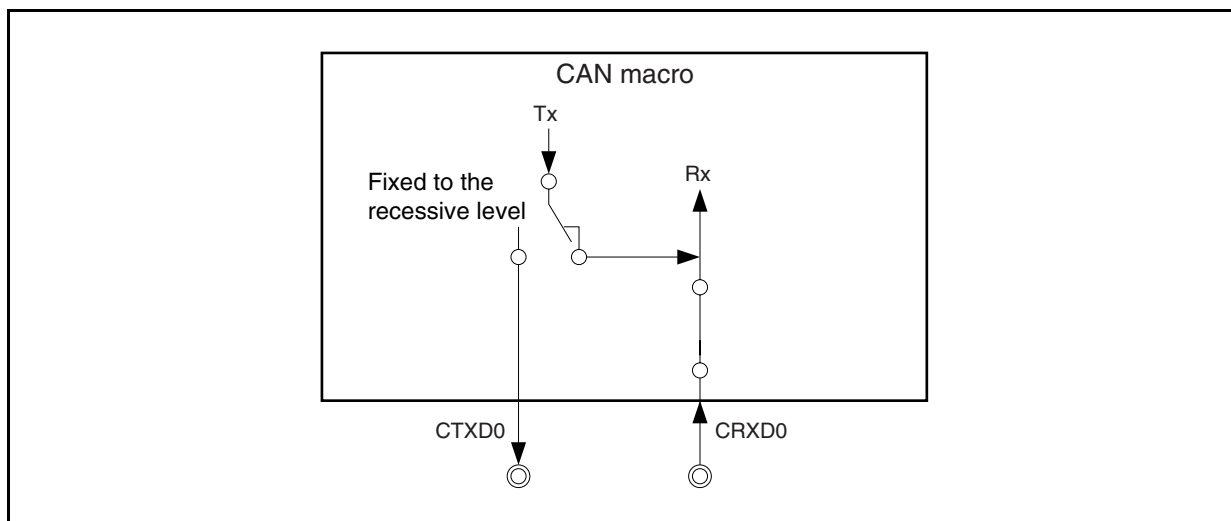 CAN macro
Tx
Rx
Fixed to the
recessive level
CTXD0
CRXD0